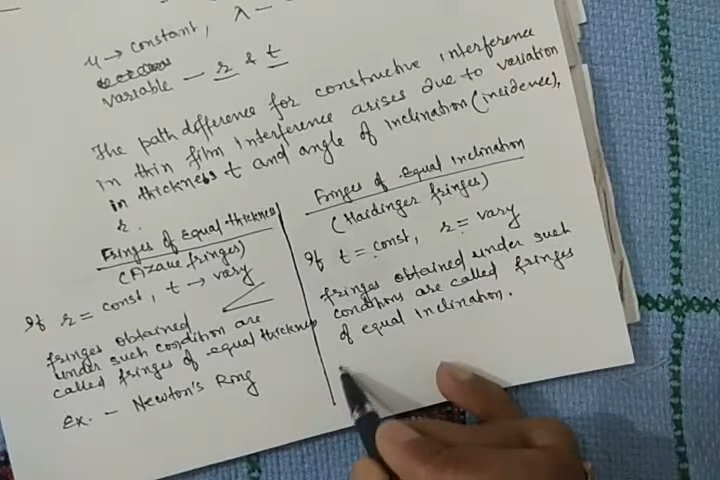 μ → constant, λ —
variable — r & t
The path difference for constructive interference
in thin film interference arises due to variation
in thickness t and angle of inclination (incidence),
r.
Fringes of Equal thickness
(Fizaue fringes)
If r = const, t → vary
fringes obtained
under such condition are
called fringes of equal thickness
Ex. – Newton's Ring
Fringes of equal inclination
(Haidinger fringes)
If t = const, r = vary
fringes obtained under such
conditions are called fringes
of equal inclination.